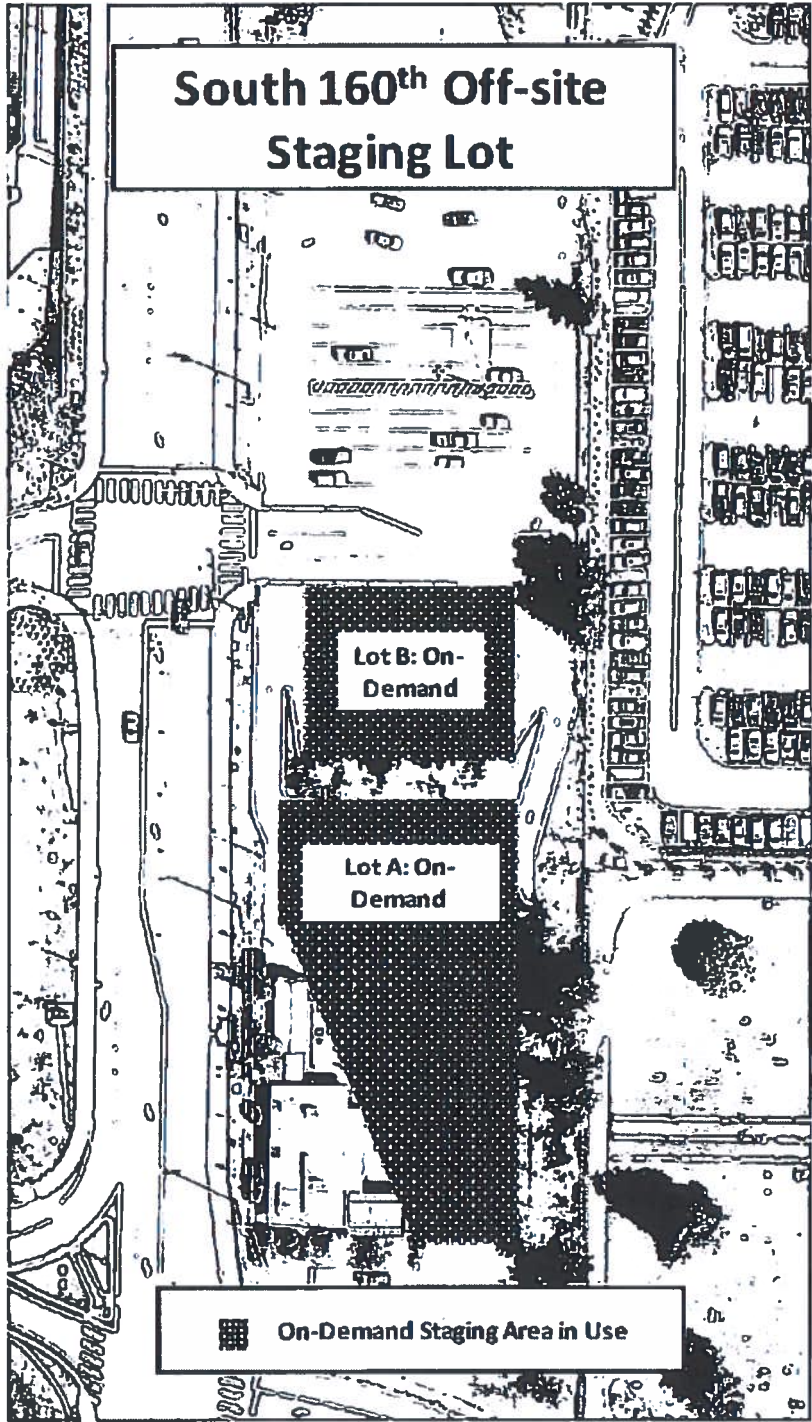 South 160th Off-site
Staging Lot
Lot B: On-
Demand
Lot A: On-
Demand
On-Demand Staging Area in Use